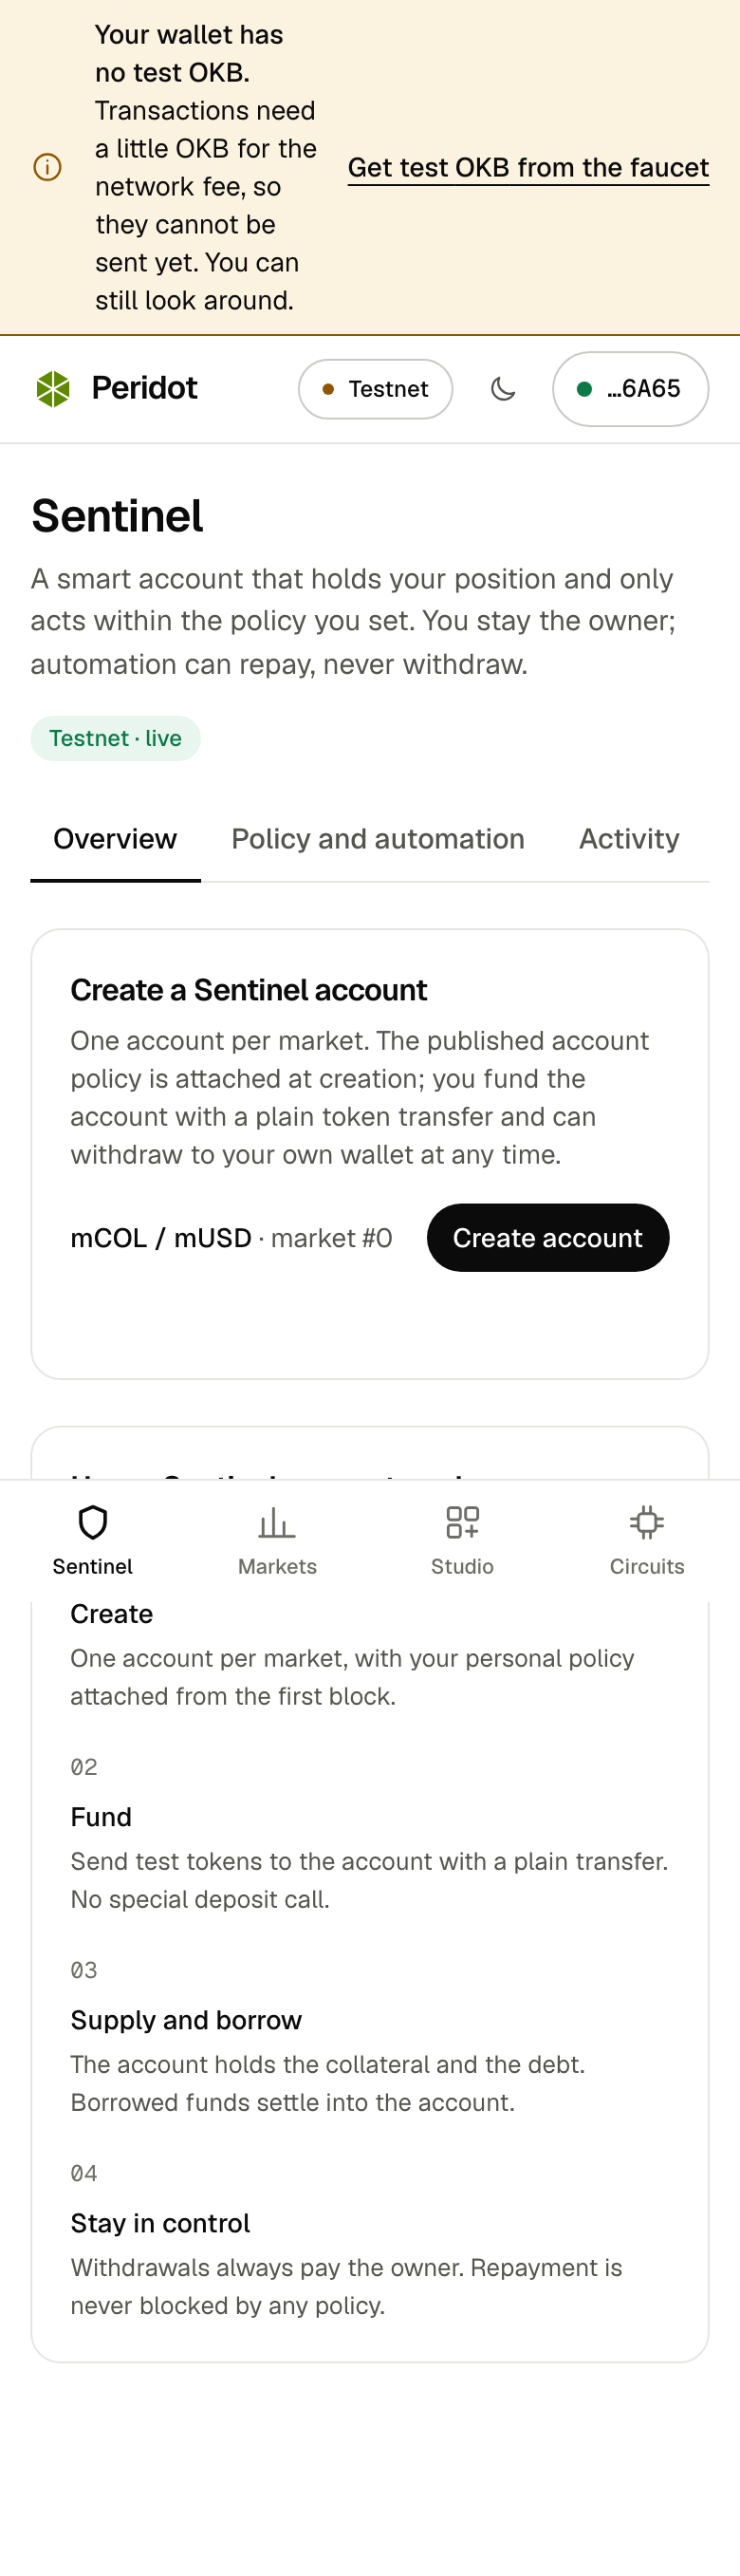 Your wallet has
no test OKB.
Transactions need
a little OKB for the
network fee, so
they cannot be
sent yet. You can
still look around.
Get test OKB from the faucet
Peridot
Testnet
...6A65
Sentinel
A smart account that holds your position and only
acts within the policy you set. You stay the owner;
automation can repay, never withdraw.
Testnet · live
Overview
Policy and automation
Activity
Create a Sentinel account
One account per market. The published account
policy is attached at creation; you fund the
account with a plain token transfer and can
withdraw to your own wallet at any time.
mCOL / mUSD · market #0
Create account
Sentinel
Markets
Studio
Circuits
Create
One account per market, with your personal policy
attached from the first block.
02
Fund
Send test tokens to the account with a plain transfer.
No special deposit call.
03
Supply and borrow
The account holds the collateral and the debt.
Borrowed funds settle into the account.
04
Stay in control
Withdrawals always pay the owner. Repayment is
never blocked by any policy.